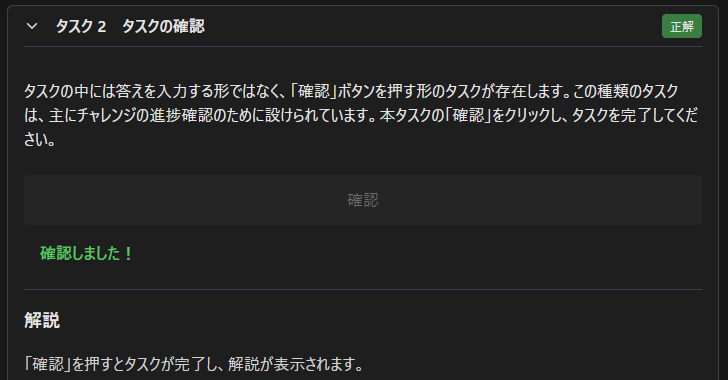 タスク 2　タスクの確認
正解
タスクの中には答えを入力する形ではなく、「確認」ボタンを押す形のタスクが存在します。この種類のタスク
は、主にチャレンジの進捗確認のために設けられています。本タスクの「確認」をクリックし、タスクを完了してくだ
さい。
確認
確認しました！
解説
「確認」を押すとタスクが完了し、解説が表示されます。